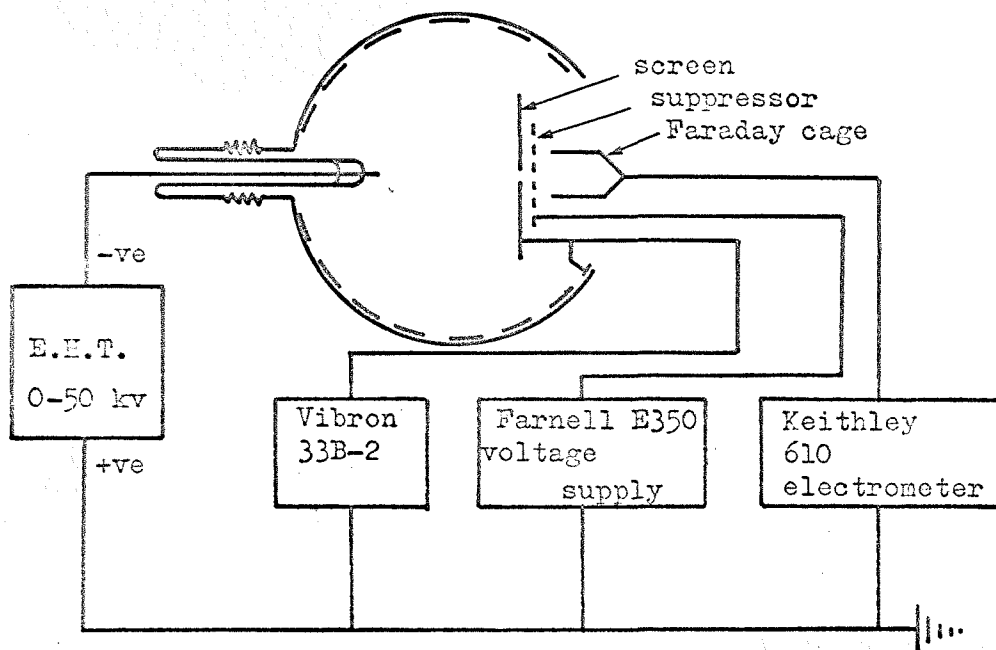 screen
suppressor
Faraday cage
-ve
E.H.T.
0-50 kv
+ve
Vibron
33B-2
Farnell E350
voltage
supply
Keithley
610
electrometer